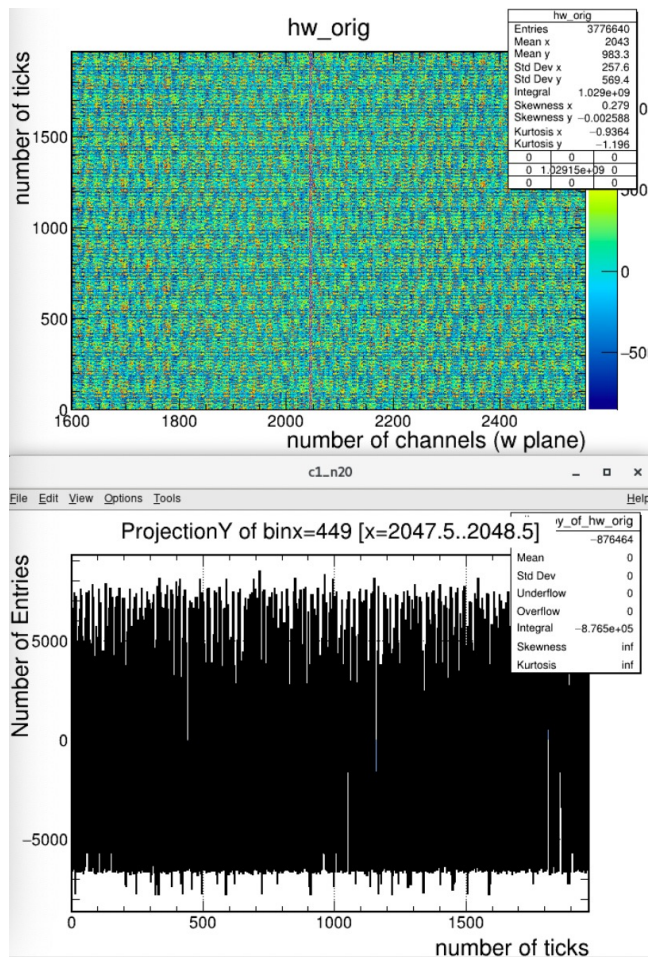 hw_orig
hw_orig
Entries 3776640
Mean x 2043
Mean y 983.3
Std Dev x 257.6
Std Dev y 569.4
Integral 1.029e+09
Skewness x 0.279
Skewness y −0.002588
Kurtosis x −0.9364
Kurtosis y −1.196
0 0 0
0 1.02915e+09 0
0 0 0
number of ticks
1500
1000
500
0
1600 1800 2000 2200 2400
0
0
number of channels (w plane)
c1_n20
File Edit View Options Tools Help
ProjectionY of binx=449 [x=2047.5..2048.5]
y_of_hw_orig
−876464
Mean 0
Std Dev 0
Underflow 0
Overflow 0
Integral −8.765e+05
Skewness inf
Kurtosis inf
Number of Entries
5000
0
−5000
0 500 1000 1500
number of ticks